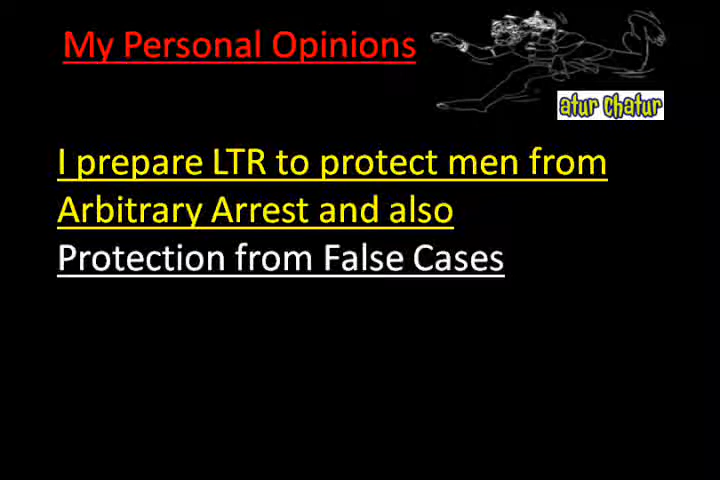 My Personal Opinions
atur chatur
I prepare LTR to protect men from
Arbitrary Arrest and also
Protection from False Cases